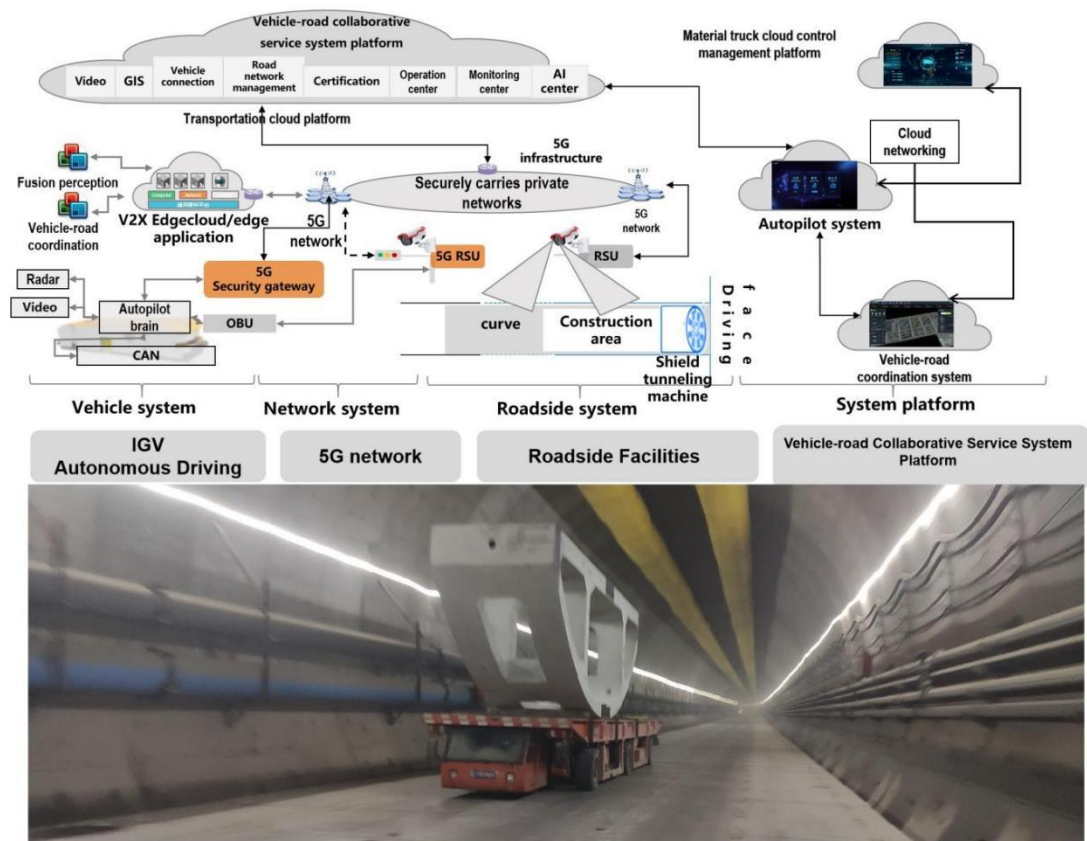 Vehicle-road collaborative
service system platform
Video
GIS
Vehicle
connection
Road
network
management
Certification
Operation
center
Monitoring
center
AI
center
Transportation cloud platform
Material truck cloud control
management platform
Cloud
networking
Autopilot system
Vehicle-road
coordination system
Fusion perception
Vehicle-road
coordination
V2X Edgecloud/edge
application
5G
infrastructure
Securely carries private
networks
5G
network
5G
network
5G RSU
RSU
5G
Security gateway
Radar
Video
Autopilot
brain
OBU
CAN
curve
Construction
area
Shield
tunneling
machine
Driving
face
Vehicle system
Network system
Roadside system
System platform
IGV
Autonomous Driving
5G network
Roadside Facilities
Vehicle-road Collaborative Service System
Platform